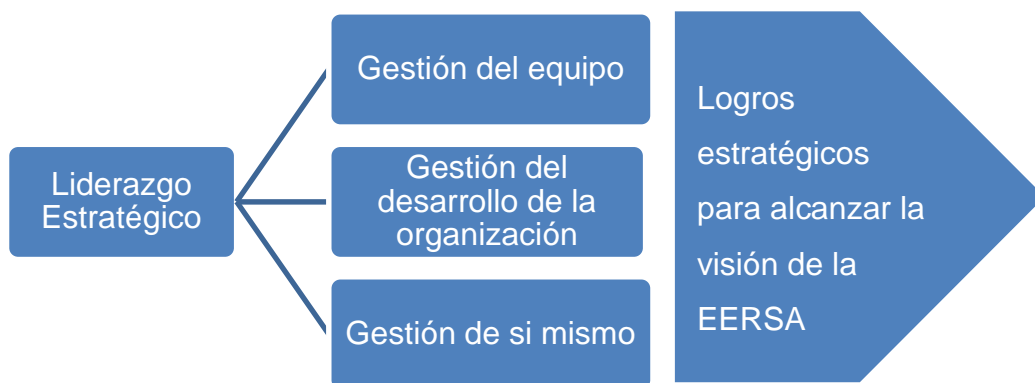 Liderazgo
Estratégico
Gestión del equipo
Gestión del
desarrollo de la
organización
Gestión de si mismo
Logros
estratégicos
para alcanzar la
visión de la
EERSA